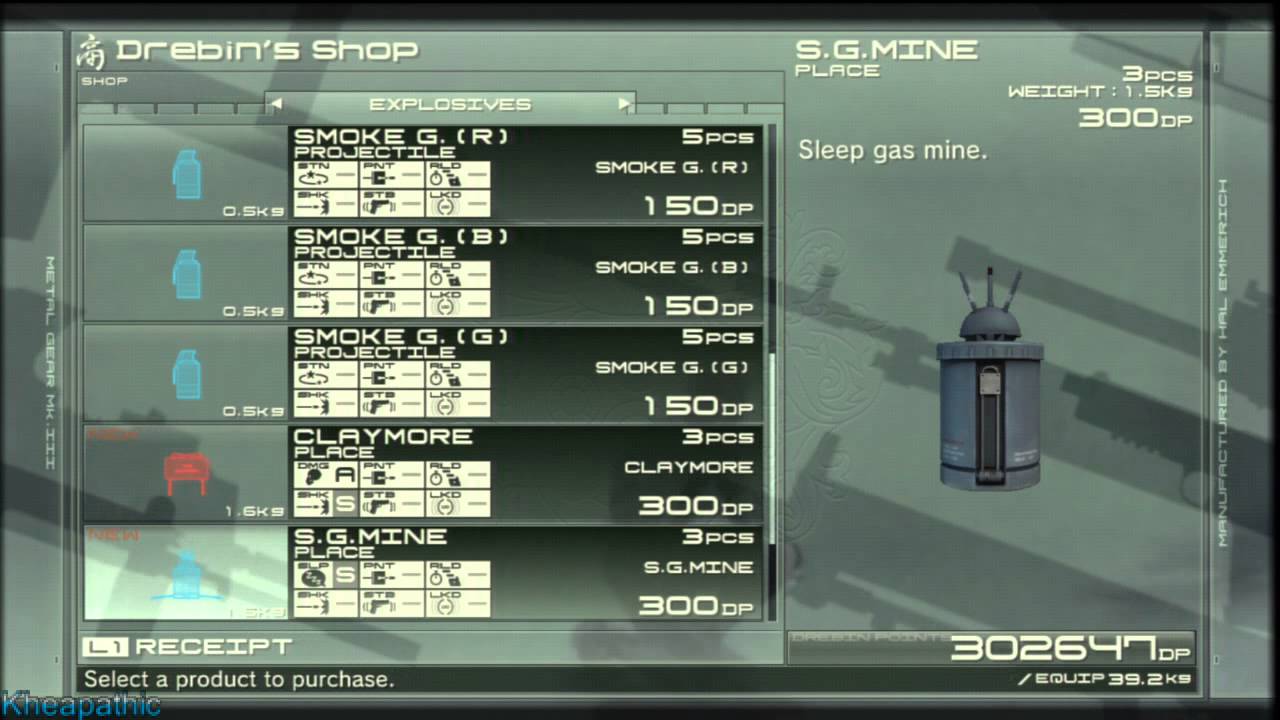 高 Drebin's Shop
SHOP
EXPLOSIVES
SMOKE G. (R) 5PCS
PROJECTILE
STN PNT RLD
SMOKE G. (R)
SHK STB LKD
0.5kg
150DP
SMOKE G. (B) 5PCS
PROJECTILE
STN PNT RLD
SMOKE G. (B)
SHK STB LKD
0.5kg
150DP
SMOKE G. (G) 5PCS
PROJECTILE
STN PNT RLD
SMOKE G. (G)
SHK STB LKD
0.5kg
150DP
NEW
CLAYMORE 3PCS
PLACE
DMG A PNT RLD
CLAYMORE
SHK S STB LKD
1.6kg
300DP
NEW
S.G.MINE 3PCS
PLACE
SLP S PNT RLD
S.G.MINE
SHK STB LKD
1.5kg
300DP
L1 RECEIPT
Select a product to purchase.
S.G.MINE
PLACE
3PCS
WEIGHT : 1.5kg
300DP
Sleep gas mine.
DREBIN POINTS 302647DP
/EQUIP 39.2kg
METAL GEAR MK.III
MANUFACTURED BY HAL EMMERICH
Kheapathic